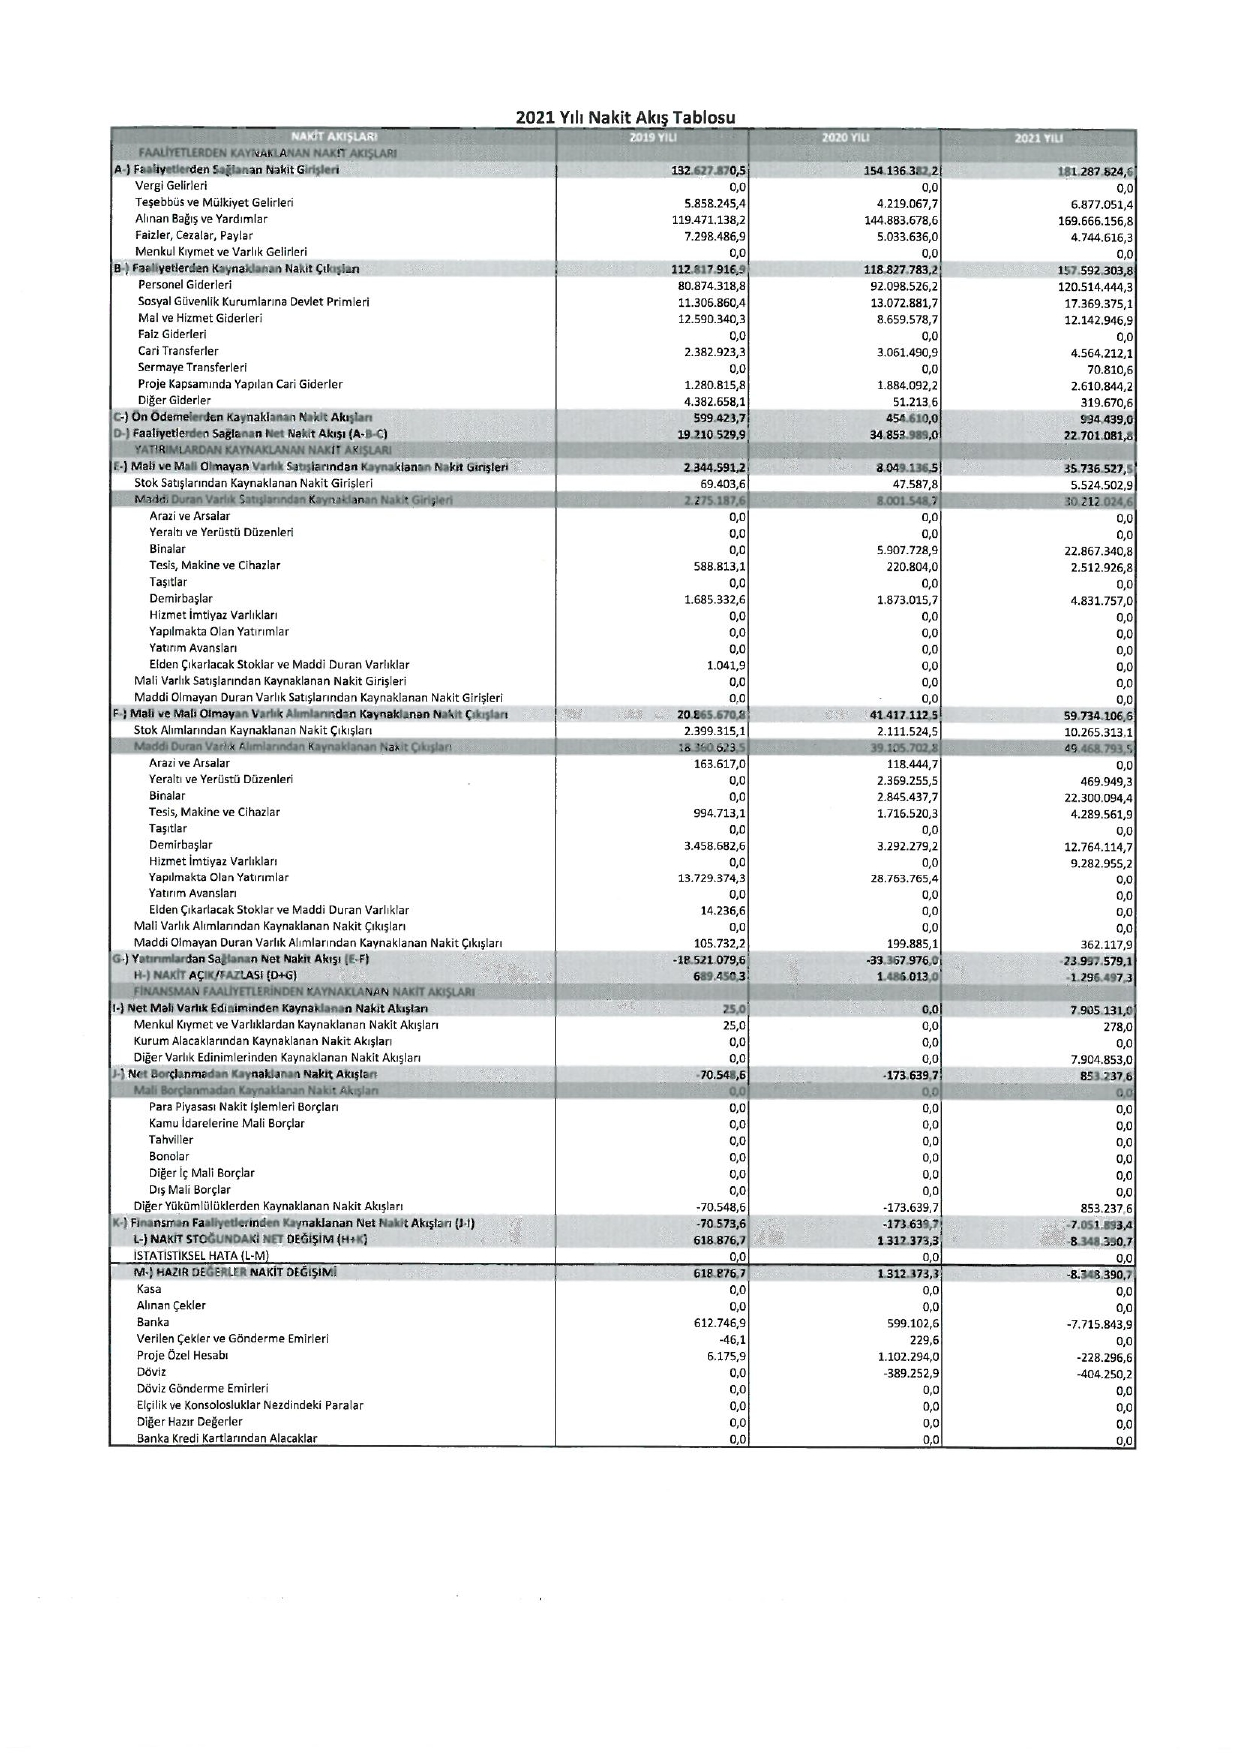 2021 Yılı Nakit Akış Tablosu
NAKİT AKIŞLARI 2019 YILI 2020 YILI 2021 YILI
FAALİYETLERDEN KAYNAKLANAN NAKİT AKIŞLARI
A-) Faaliyetlerden Sağlanan Nakit Girişleri 132.627.870,5 154.136.382,2 181.287.824,6
Vergi Gelirleri 0,0 0,0 0,0
Teşebbüs ve Mülkiyet Gelirleri 5.858.245,4 4.219.067,7 6.877.051,4
Alınan Bağış ve Yardımlar 119.471.138,2 144.883.678,6 169.666.156,8
Faizler, Cezalar, Paylar 7.298.486,9 5.033.636,0 4.744.616,3
Menkul Kıymet ve Varlık Gelirleri 0,0 0,0 0,0
B-) Faaliyetlerden Kaynaklanan Nakit Çıkışları 112.817.916,9 118.827.783,2 157.592.303,8
Personel Giderleri 80.874.318,8 92.098.526,2 120.514.444,3
Sosyal Güvenlik Kurumlarına Devlet Primleri 11.306.860,4 13.072.881,7 17.369.375,1
Mal ve Hizmet Giderleri 12.590.340,3 8.659.578,7 12.142.946,9
Faiz Giderleri 0,0 0,0 0,0
Cari Transferler 2.382.923,3 3.061.490,9 4.564.212,1
Sermaye Transferleri 0,0 0,0 70.810,6
Proje Kapsamında Yapılan Cari Giderler 1.280.815,8 1.884.092,2 2.610.844,2
Diğer Giderler 4.382.658,1 51.213,6 319.670,6
C-) Ön Ödemelerden Kaynaklanan Nakit Akışları 599.423,7 454.610,0 994.439,0
D-) Faaliyetlerden Sağlanan Net Nakit Akışı (A-B-C) 19.210.529,9 34.853.989,0 22.701.081,8
YATIRIMLARDAN KAYNAKLANAN NAKİT AKIŞLARI
E-) Mali ve Mali Olmayan Varlık Satışlarından Kaynaklanan Nakit Girişleri 2.344.591,2 8.049.136,5 35.736.527,5
Stok Satışlarından Kaynaklanan Nakit Girişleri 69.403,6 47.587,8 5.524.502,9
Maddi Duran Varlık Satışlarından Kaynaklanan Nakit Girişleri 2.275.187,6 8.001.548,7 30.212.024,6
Arazi ve Arsalar 0,0 0,0 0,0
Yeraltı ve Yerüstü Düzenleri 0,0 0,0 0,0
Binalar 0,0 5.907.728,9 22.867.340,8
Tesis, Makine ve Cihazlar 588.813,1 220.804,0 2.512.926,8
Taşıtlar 0,0 0,0 0,0
Demirbaşlar 1.685.332,6 1.873.015,7 4.831.757,0
Hizmet İmtiyaz Varlıkları 0,0 0,0 0,0
Yapılmakta Olan Yatırımlar 0,0 0,0 0,0
Yatırım Avansları 0,0 0,0 0,0
Elden Çıkarlacak Stoklar ve Maddi Duran Varlıklar 1.041,9 0,0 0,0
Mali Varlık Satışlarından Kaynaklanan Nakit Girişleri 0,0 0,0 0,0
Maddi Olmayan Duran Varlık Satışlarından Kaynaklanan Nakit Girişleri 0,0 0,0 0,0
F-) Mali ve Mali Olmayan Varlık Alımlarından Kaynaklanan Nakit Çıkışları 20.865.670,8 41.417.112,5 59.734.106,6
Stok Alımlarından Kaynaklanan Nakit Çıkışları 2.399.315,1 2.111.524,5 10.265.313,1
Maddi Duran Varlık Alımlarından Kaynaklanan Nakit Çıkışları 18.360.623,5 39.105.702,8 49.468.793,5
Arazi ve Arsalar 163.617,0 118.444,7 0,0
Yeraltı ve Yerüstü Düzenleri 0,0 2.369.255,5 469.949,3
Binalar 0,0 2.845.437,7 22.300.094,4
Tesis, Makine ve Cihazlar 994.713,1 1.716.520,3 4.289.561,9
Taşıtlar 0,0 0,0 0,0
Demirbaşlar 3.458.682,6 3.292.279,2 12.764.114,7
Hizmet İmtiyaz Varlıkları 0,0 0,0 9.282.955,2
Yapılmakta Olan Yatırımlar 13.729.374,3 28.763.765,4 0,0
Yatırım Avansları 0,0 0,0 0,0
Elden Çıkarlacak Stoklar ve Maddi Duran Varlıklar 14.236,6 0,0 0,0
Mali Varlık Alımlarından Kaynaklanan Nakit Çıkışları 0,0 0,0 0,0
Maddi Olmayan Duran Varlık Alımlarından Kaynaklanan Nakit Çıkışları 105.732,2 199.885,1 362.117,9
G-) Yatırımlardan Sağlanan Net Nakit Akışı (E-F) -18.521.079,6 -33.367.976,0 -23.997.579,1
H-) NAKİT AÇIK/FAZLASI (D+G) 689.450,3 1.486.013,0 -1.296.497,3
FİNANSMAN FAALİYETLERİNDEN KAYNAKLANAN NAKİT AKIŞLARI
I-) Net Mali Varlık Ediniminden Kaynaklanan Nakit Akışları 25,0 0,0 7.905.131,0
Menkul Kıymet ve Varlıklardan Kaynaklanan Nakit Akışları 25,0 0,0 278,0
Kurum Alacaklarından Kaynaklanan Nakit Akışları 0,0 0,0 0,0
Diğer Varlık Edinimlerinden Kaynaklanan Nakit Akışları 0,0 0,0 7.904.853,0
J-) Net Borçlanmadan Kaynaklanan Nakit Akışları -70.548,6 -173.639,7 853.237,6
Mali Borçlanmadan Kaynaklanan Nakit Akışları 0,0 0,0 0,0
Para Piyasası Nakit İşlemleri Borçları 0,0 0,0 0,0
Kamu İdarelerine Mali Borçlar 0,0 0,0 0,0
Tahviller 0,0 0,0 0,0
Bonolar 0,0 0,0 0,0
Diğer İç Mali Borçlar 0,0 0,0 0,0
Dış Mali Borçlar 0,0 0,0 0,0
Diğer Yükümlülüklerden Kaynaklanan Nakit Akışları -70.548,6 -173.639,7 853.237,6
K-) Finansman Faaliyetlerinden Kaynaklanan Net Nakit Akışları (J-I) -70.573,6 -173.639,7 -7.051.893,4
L-) NAKİT STOĞUNDAKİ NET DEĞİŞİM (H+K) 618.876,7 1.312.373,3 -8.348.390,7
İSTATİSTİKSEL HATA (L-M) 0,0 0,0 0,0
M-) HAZIR DEĞERLER NAKİT DEĞİŞİMİ 618.876,7 1.312.373,3 -8.348.390,7
Kasa 0,0 0,0 0,0
Alınan Çekler 0,0 0,0 0,0
Banka 612.746,9 599.102,6 -7.715.843,9
Verilen Çekler ve Gönderme Emirleri -46,1 229,6 0,0
Proje Özel Hesabı 6.175,9 1.102.294,0 -228.296,6
Döviz 0,0 -389.252,9 -404.250,2
Döviz Gönderme Emirleri 0,0 0,0 0,0
Elçilik ve Konsolosluklar Nezdindeki Paralar 0,0 0,0 0,0
Diğer Hazır Değerler 0,0 0,0 0,0
Banka Kredi Kartlarından Alacaklar 0,0 0,0 0,0